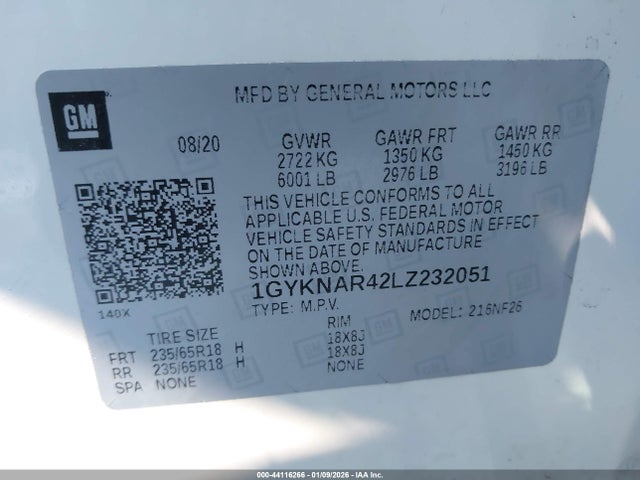 GM
MFD BY GENERAL MOTORS LLC
08/20
GVWR
2722 KG
6001 LB
GAWR FRT
1350 KG
2976 LB
GAWR RR
1450 KG
3196 LB
THIS VEHICLE CONFORMS TO ALL
APPLICABLE U.S. FEDERAL MOTOR
VEHICLE SAFETY STANDARDS IN EFFECT
ON THE DATE OF MANUFACTURE
SHOWN ABOVE.
1GYKNAR42LZ232051
TYPE: M.P.V.
MODEL: 216NF26
140X
TIRE SIZE
RIM
FRT 235/65R18 H 18X8J
RR 235/65R18 H 18X8J
SPA NONE NONE
000-44116266 - 01/09/2026 - IAAI.COM